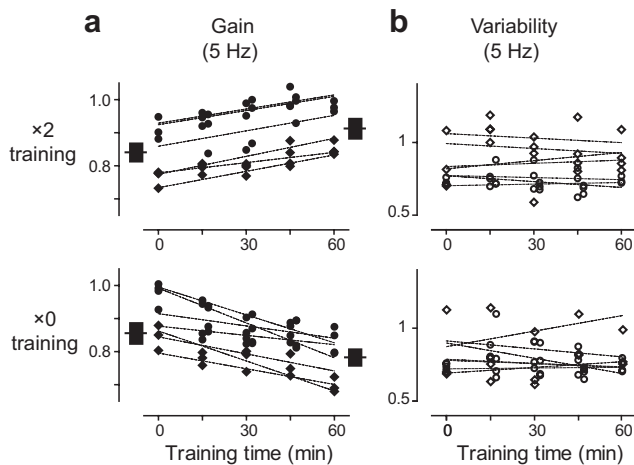 a Gain b Variability
(5 Hz) (5 Hz)
×2
training
1.0
0.8
0 30 60
1
0.5
0 30 60
×0
training
1.0
0.8
0 30 60
Training time (min)
1
0.5
0 30 60
Training time (min)